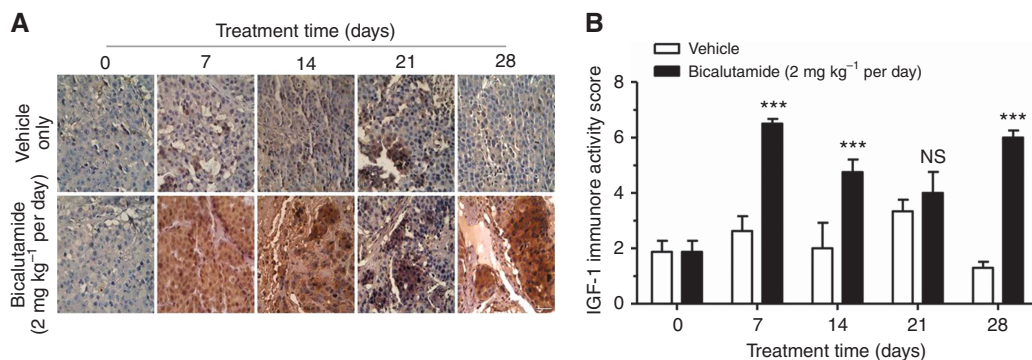 A
Treatment time (days)
0 7 14 21 28
Vehicle
only
Bicalutamide
(2 mg kg⁻¹ per day)
B
Vehicle
Bicalutamide (2 mg kg⁻¹ per day)
IGF-1 immunore activity score
8
6
4
2
0
***
***
NS
***
0 7 14 21 28
Treatment time (days)